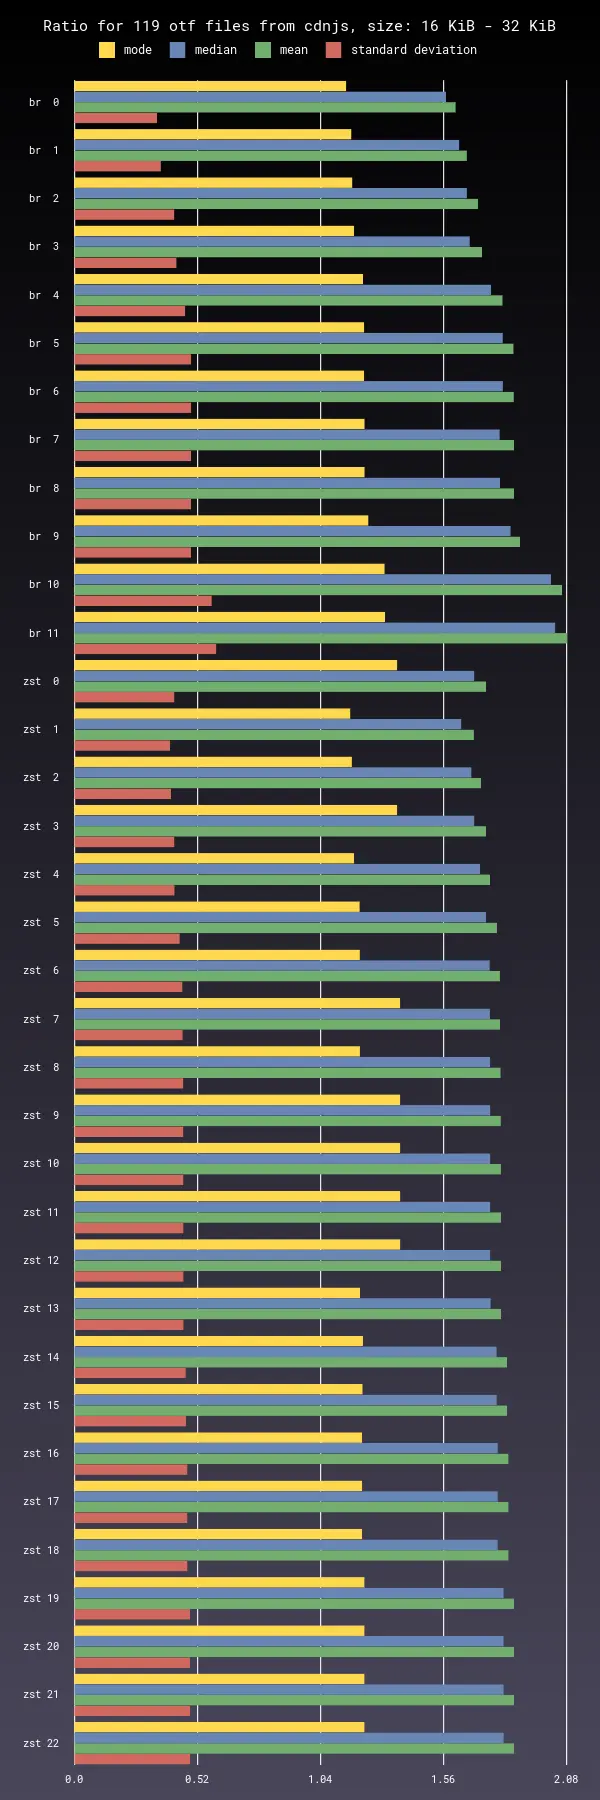 Ratio for 119 otf files from cdnjs, size: 16 KiB - 32 KiB
mode median mean standard deviation
br 0
br 1
br 2
br 3
br 4
br 5
br 6
br 7
br 8
br 9
br 10
br 11
zst 0
zst 1
zst 2
zst 3
zst 4
zst 5
zst 6
zst 7
zst 8
zst 9
zst 10
zst 11
zst 12
zst 13
zst 14
zst 15
zst 16
zst 17
zst 18
zst 19
zst 20
zst 21
zst 22
0.0 0.52 1.04 1.56 2.08